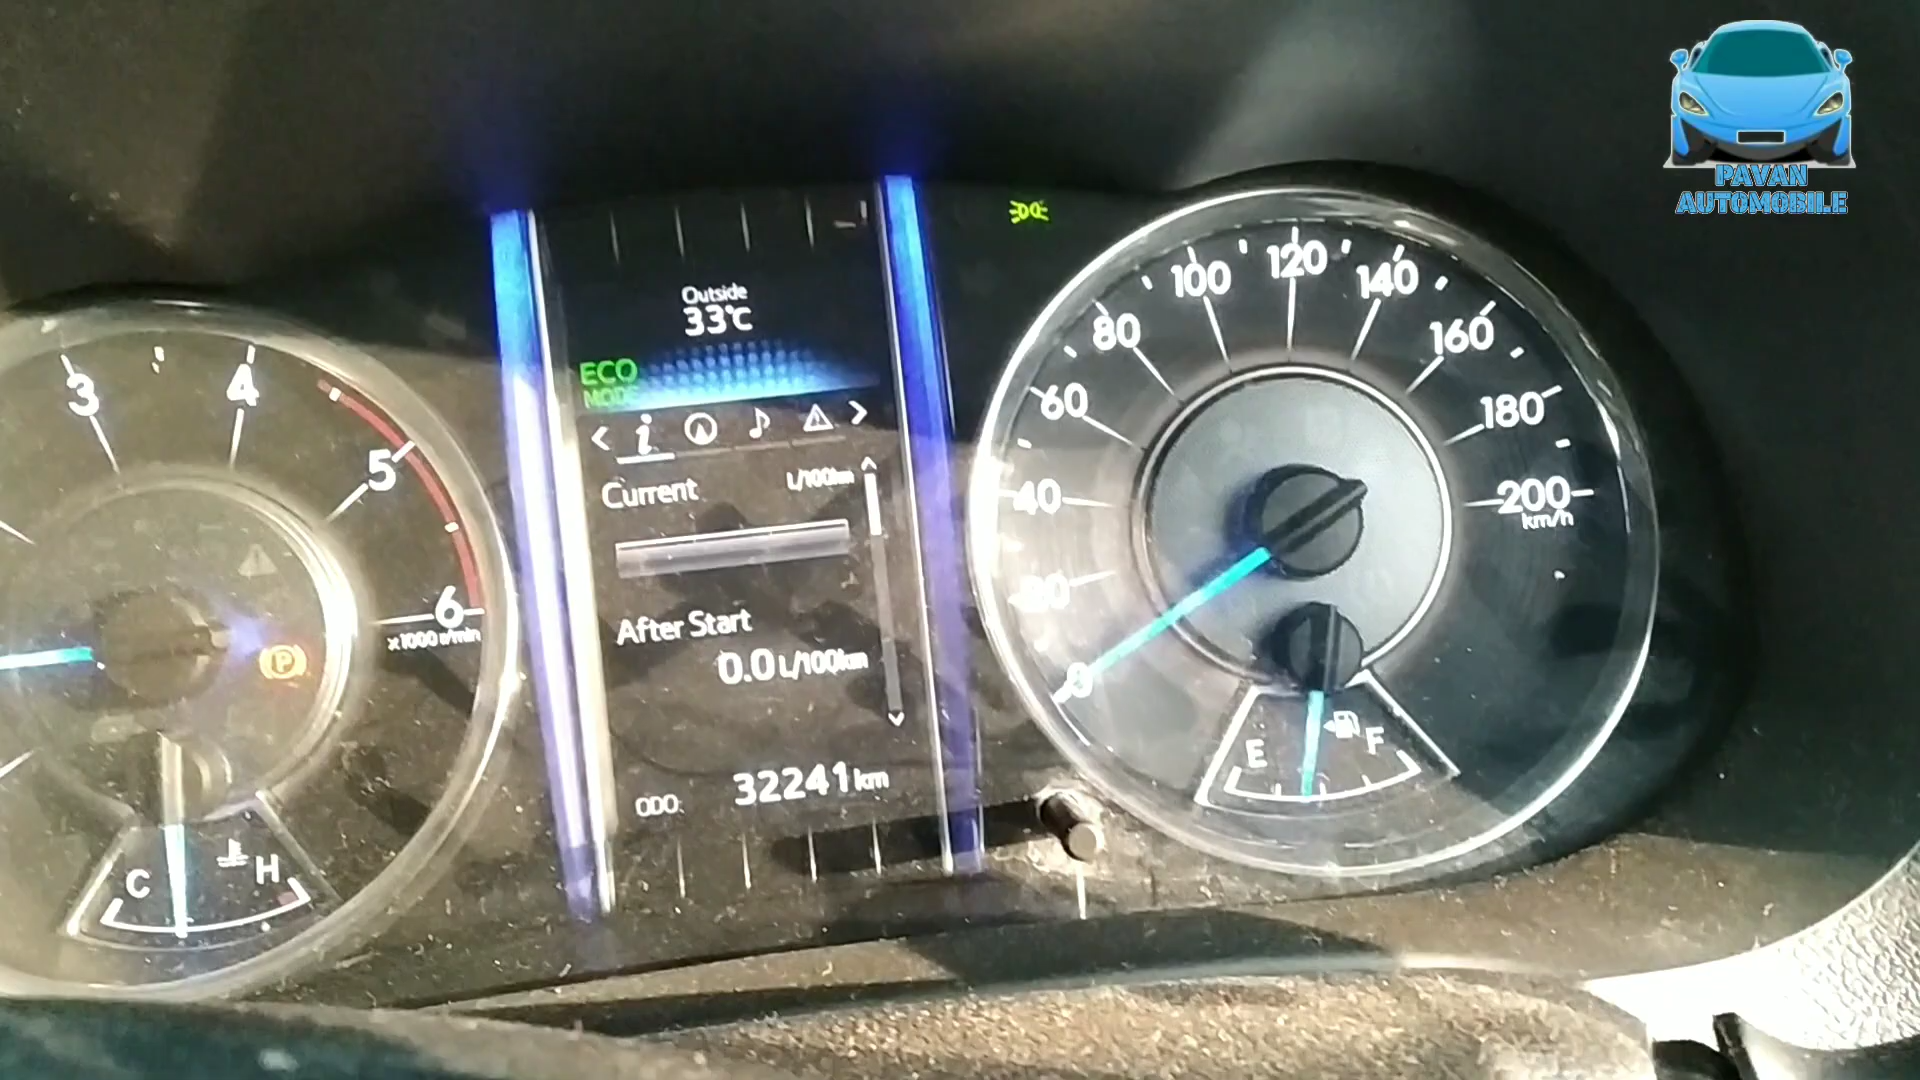 PAVAN
AUTOMOBILE
Outside
33°C
ECO
MODE
Current
L/100km
After Start
0.0 L/100km
ODO
32241 km
3
4
5
6
x1000 r/min
P
C
H
0
20
40
60
80
100
120
140
160
180
200
km/h
E
F